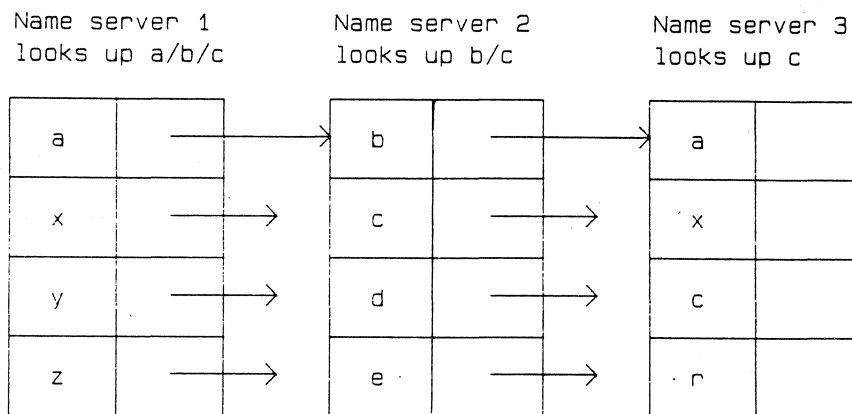 Name server 1
looks up a/b/c
Name server 2
looks up b/c
Name server 3
looks up c
a
b
a
x
c
x
y
d
c
z
e
r